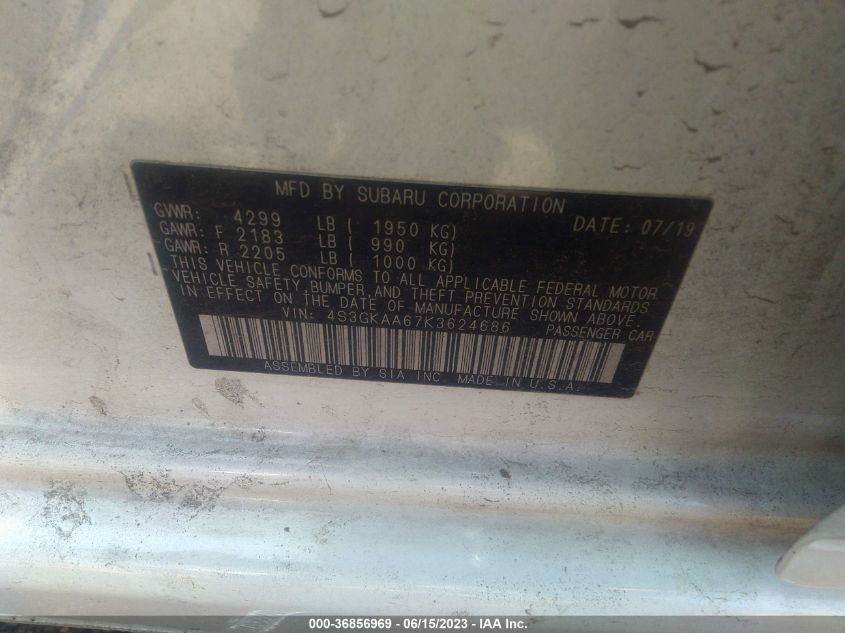 MFD BY SUBARU CORPORATION
GVWR: 4299 LB ( 1950 KG) DATE: 07/19
GAWR: F 2183 LB ( 990 KG)
GAWR: R 2205 LB ( 1000 KG)
THIS VEHICLE CONFORMS TO ALL APPLICABLE FEDERAL MOTOR
VEHICLE SAFETY, BUMPER, AND THEFT PREVENTION STANDARDS
IN EFFECT ON THE DATE OF MANUFACTURE SHOWN ABOVE.
VIN: 4S3GKAA67K3624686 PASSENGER CAR
ASSEMBLED BY SIA INC. MADE IN U.S.A.
000-36856969 - 06/15/2023 - IAA Inc.